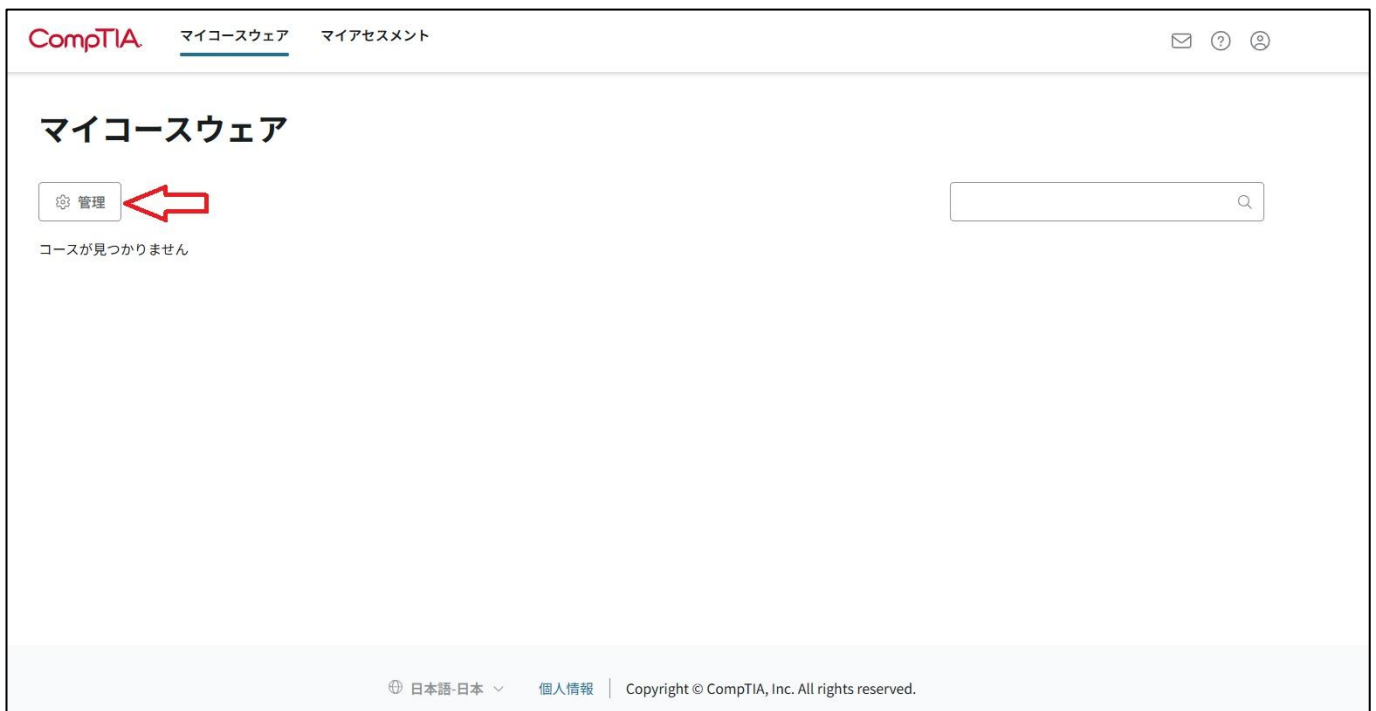 CompTIA. マイコースウェア マイアセスメント
マイコースウェア
管理
コースが見つかりません
日本語-日本 個人情報 Copyright © CompTIA, Inc. All rights reserved.